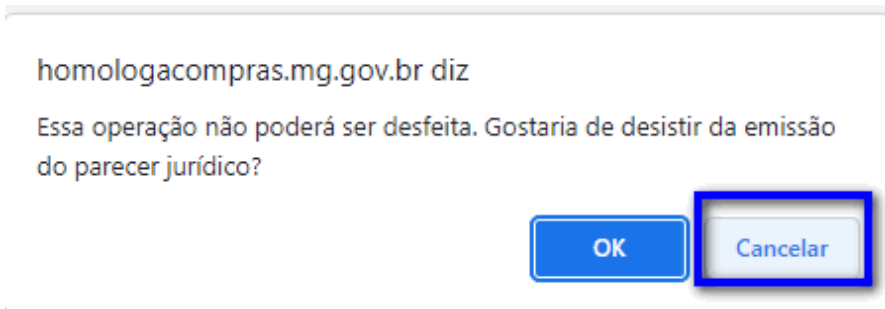 homologacompras.mg.gov.br diz
Essa operação não poderá ser desfeita. Gostaria de desistir da emissão
do parecer jurídico?
OK Cancelar